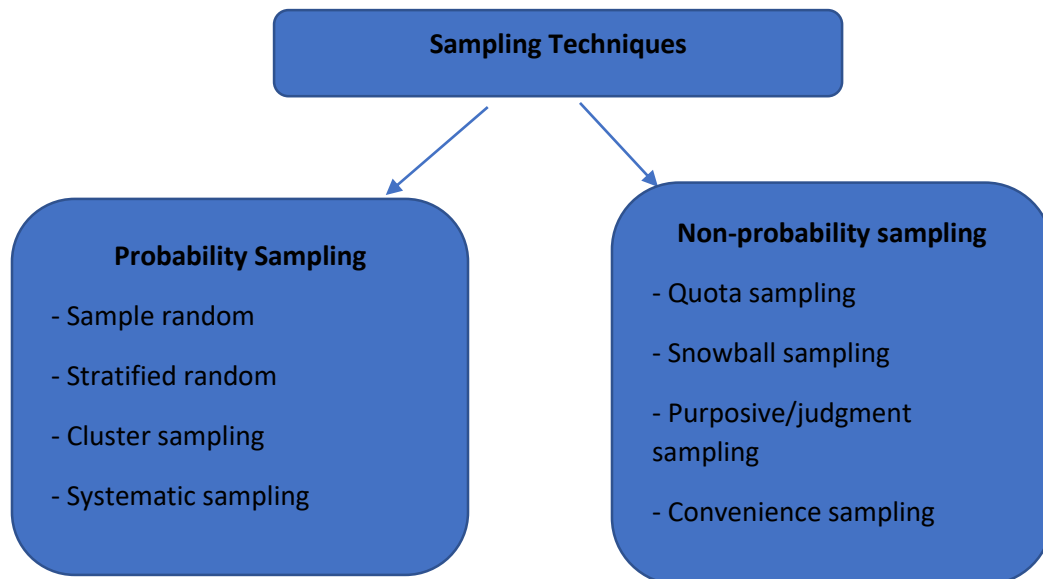 Sampling Techniques
Probability Sampling
- Sample random
- Stratified random
- Cluster sampling
- Systematic sampling
Non-probability sampling
- Quota sampling
- Snowball sampling
- Purposive/judgment
sampling
- Convenience sampling